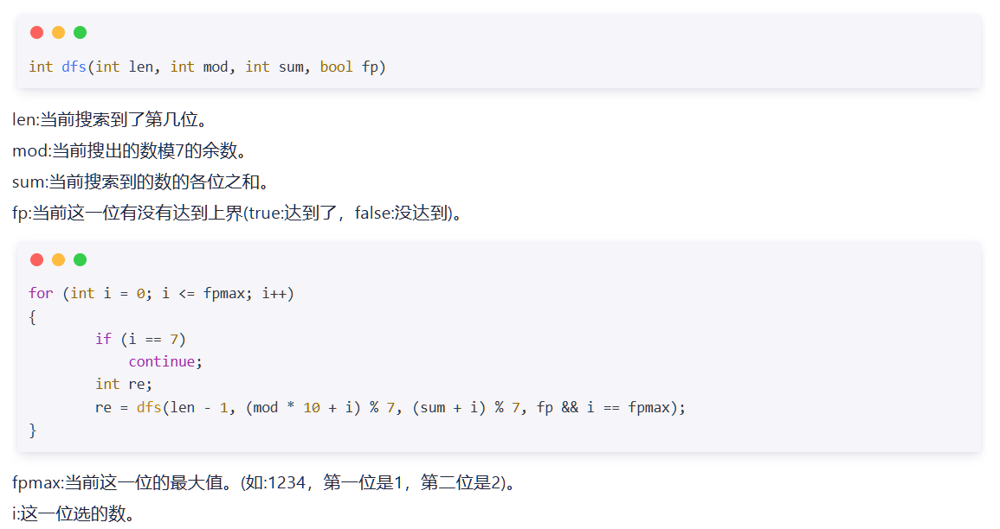 int dfs(int len, int mod, int sum, bool fp)
len:当前搜索到了第几位。
mod:当前搜出的数模7的余数。
sum:当前搜索到的数的各位之和。
fp:当前这一位有没有达到上界(true:达到了，false:没达到)。
for (int i = 0; i <= fpmax; i++)
{
        if (i == 7)
            continue;
        int re;
        re = dfs(len - 1, (mod * 10 + i) % 7, (sum + i) % 7, fp && i == fpmax);
}
fpmax:当前这一位的最大值。(如:1234，第一位是1，第二位是2)。
i:这一位选的数。